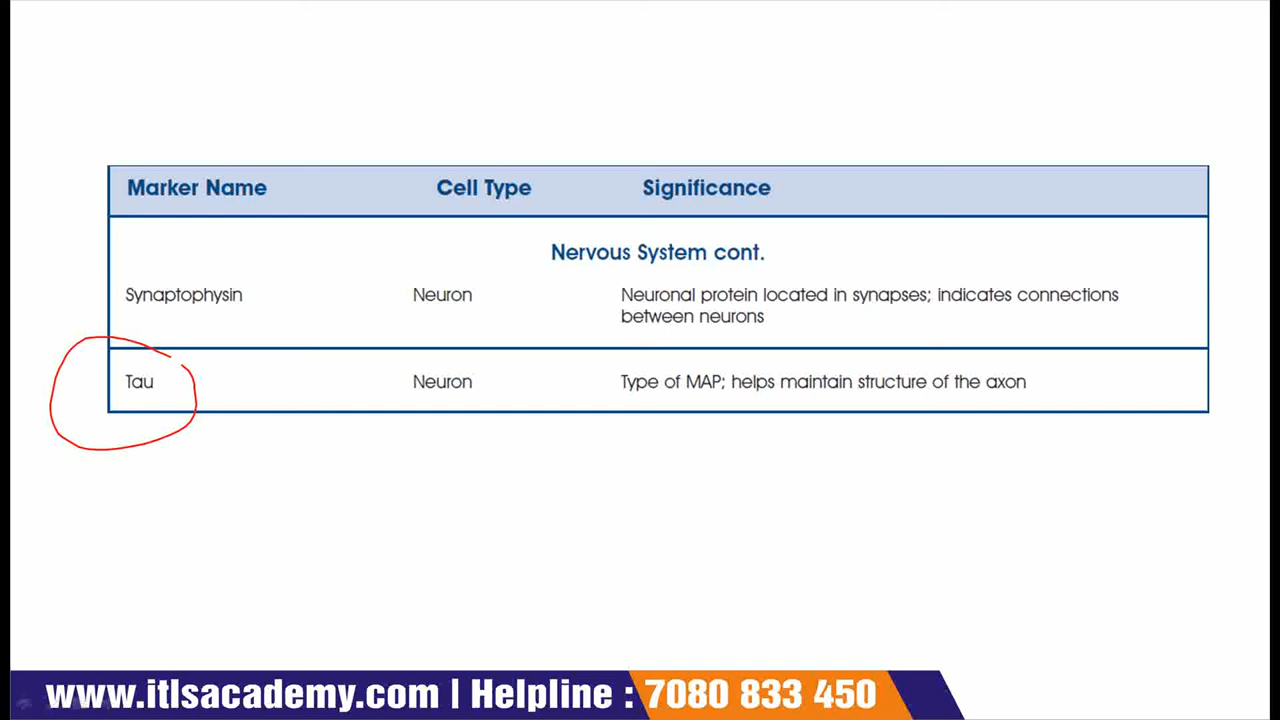 Marker Name Cell Type Significance
Nervous System cont.
Synaptophysin Neuron Neuronal protein located in synapses; indicates connections
between neurons
Tau Neuron Type of MAP; helps maintain structure of the axon
www.itlsacademy.com | Helpline : 7080 833 450